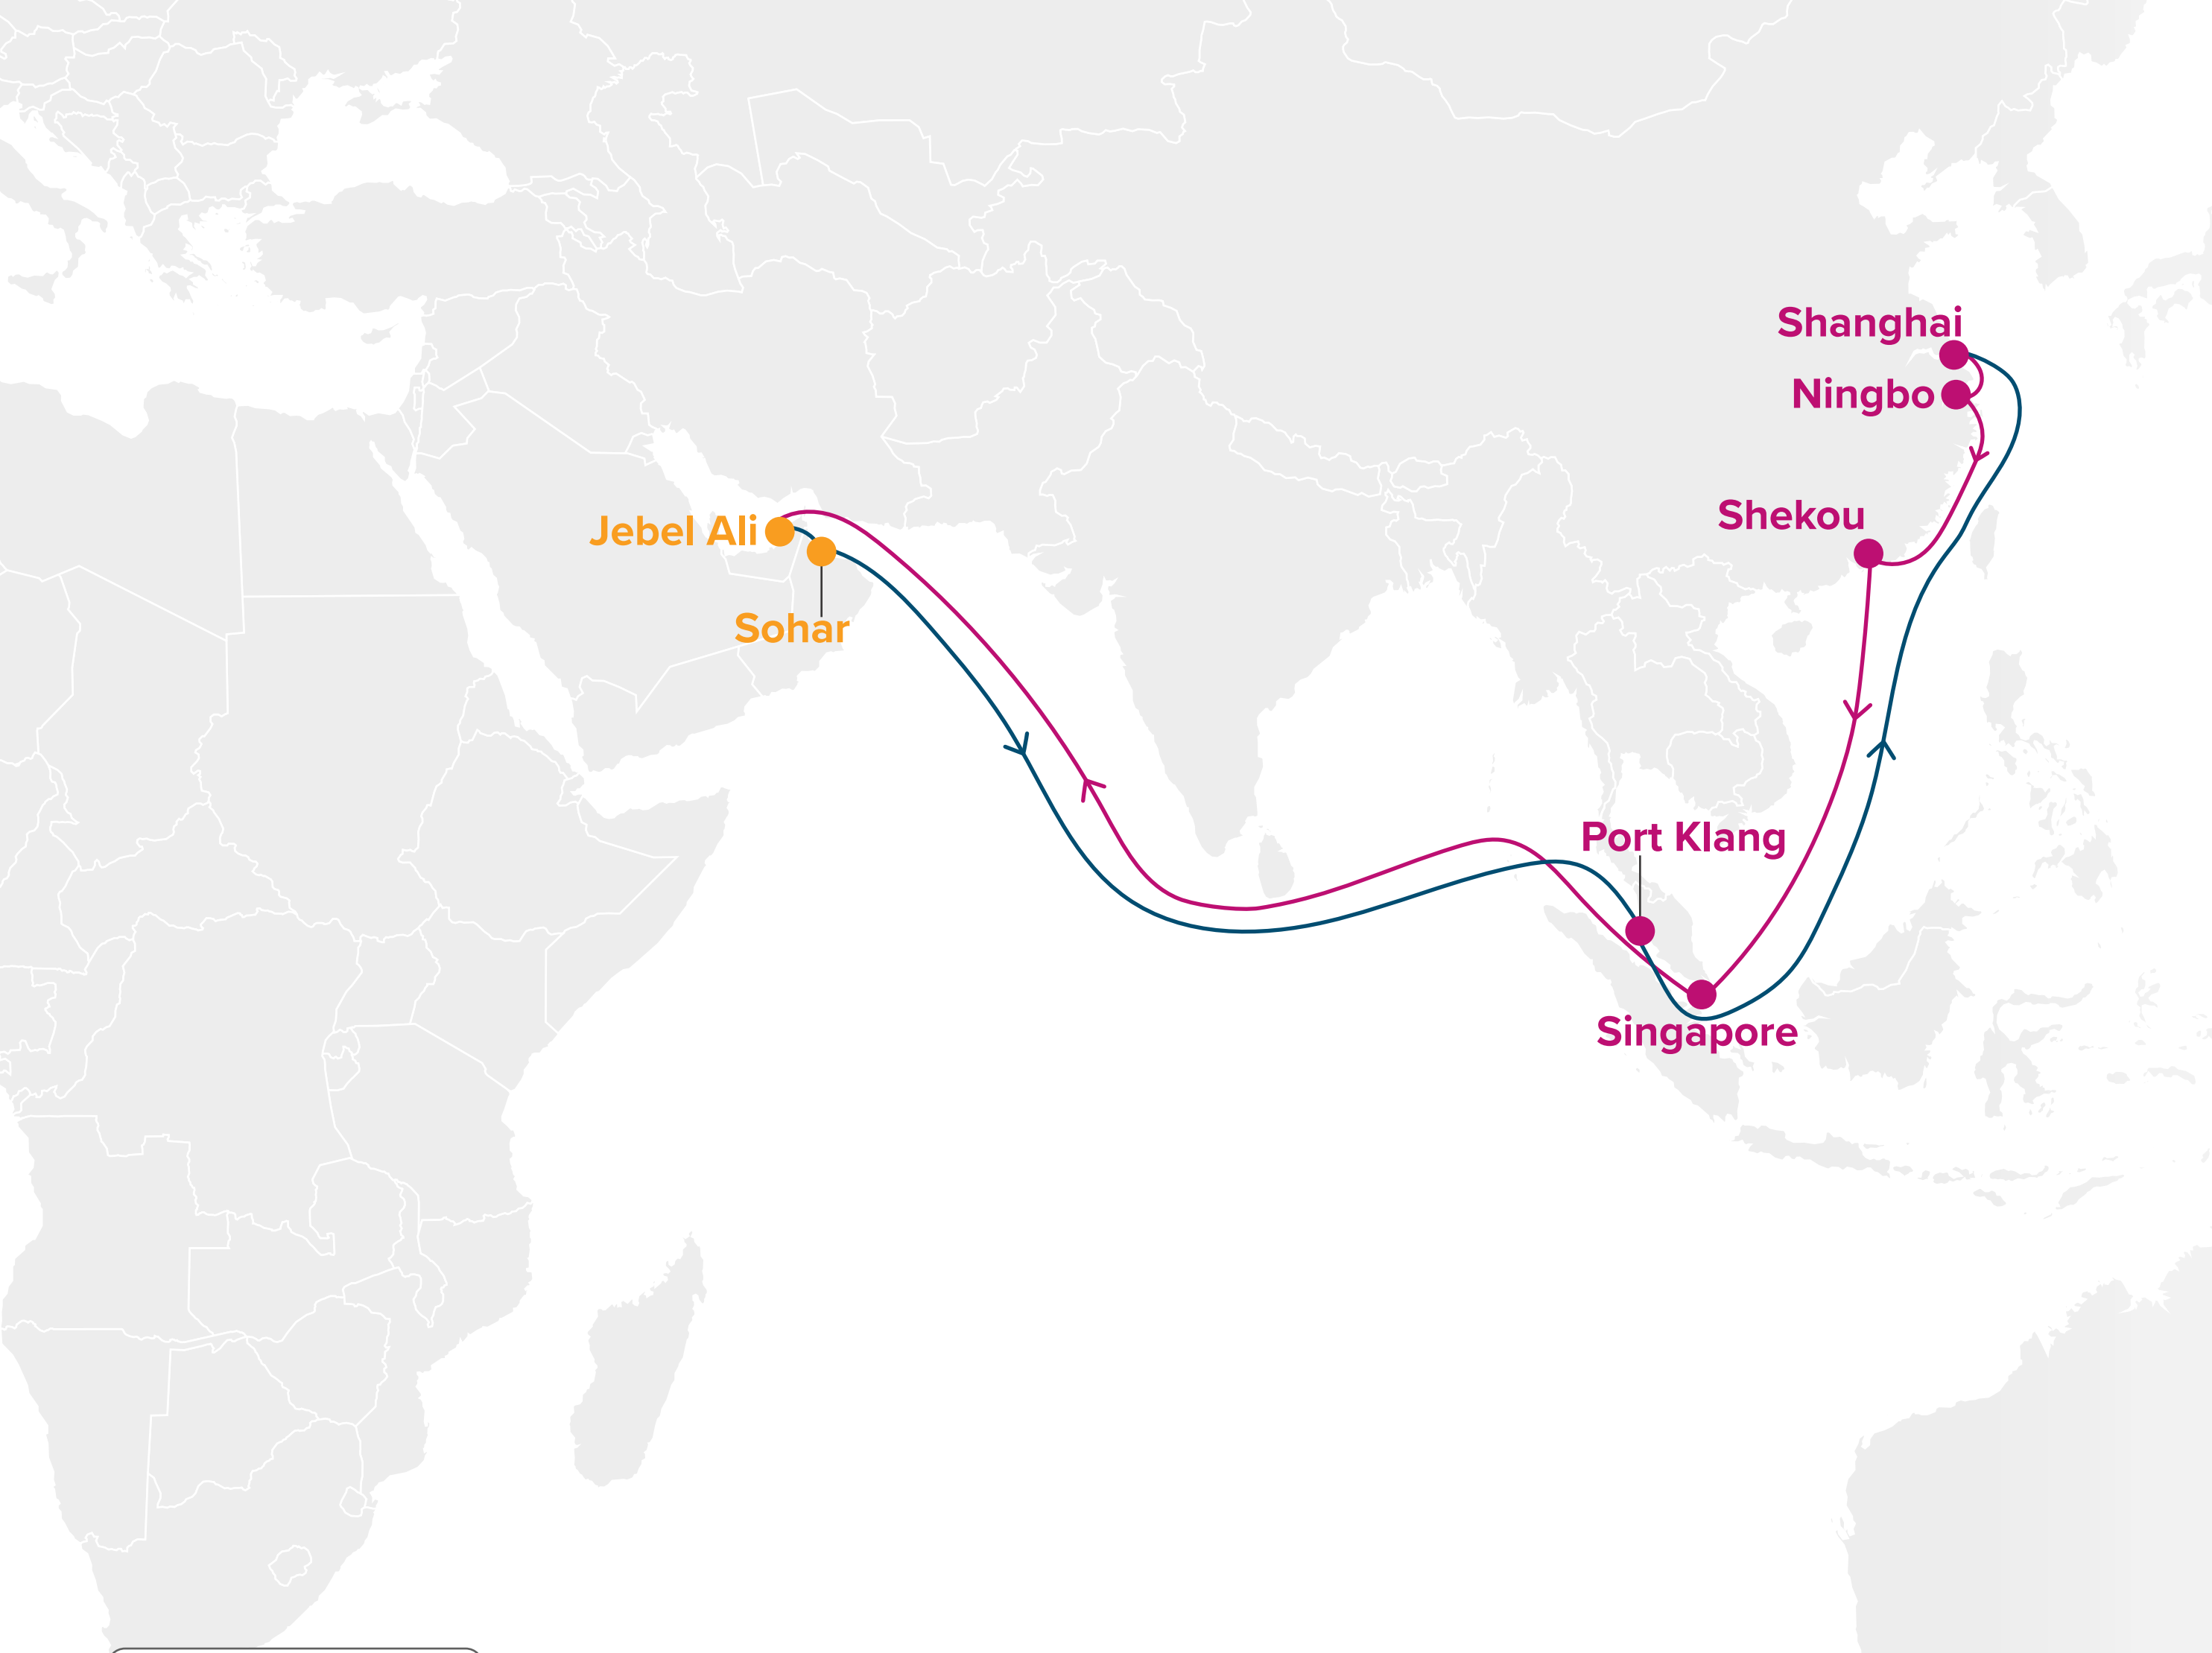 Shanghai
Ningbo
Shekou
Jebel Ali
Sohar
Port Klang
Singapore